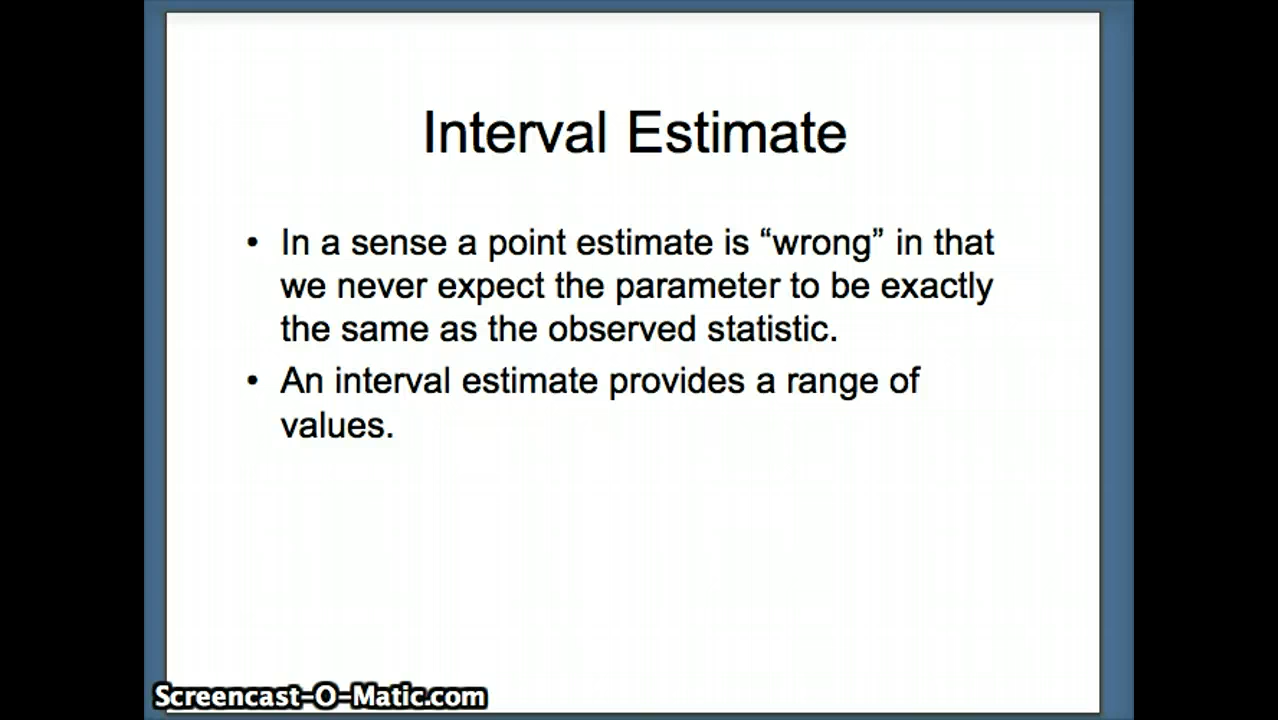 Interval Estimate
• In a sense a point estimate is “wrong” in that
we never expect the parameter to be exactly
the same as the observed statistic.
• An interval estimate provides a range of
values.
Screencast-O-Matic.com